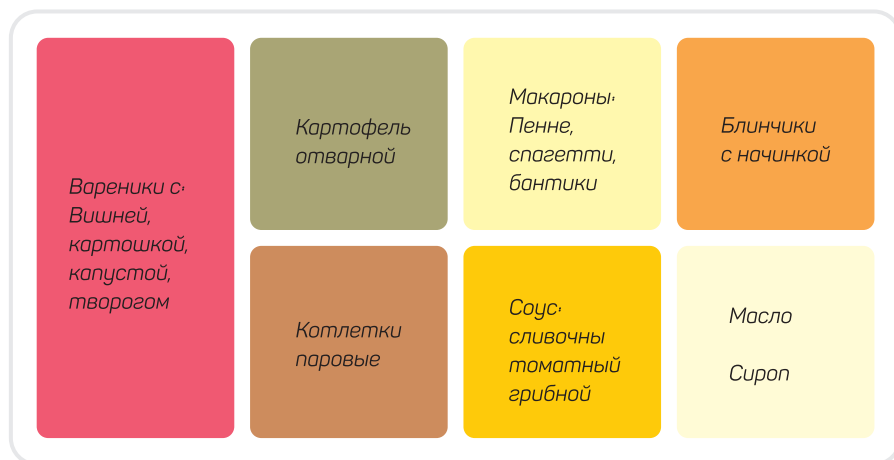 Вареники с:
Вишней,
картошкой,
капустой,
творогом
Картофель
отварной
Макароны:
Пенне,
спагетти,
бантики
Блинчики
с начинкой
Котлетки
паровые
Соус:
сливочны
томатный
грибной
Масло
Сироп